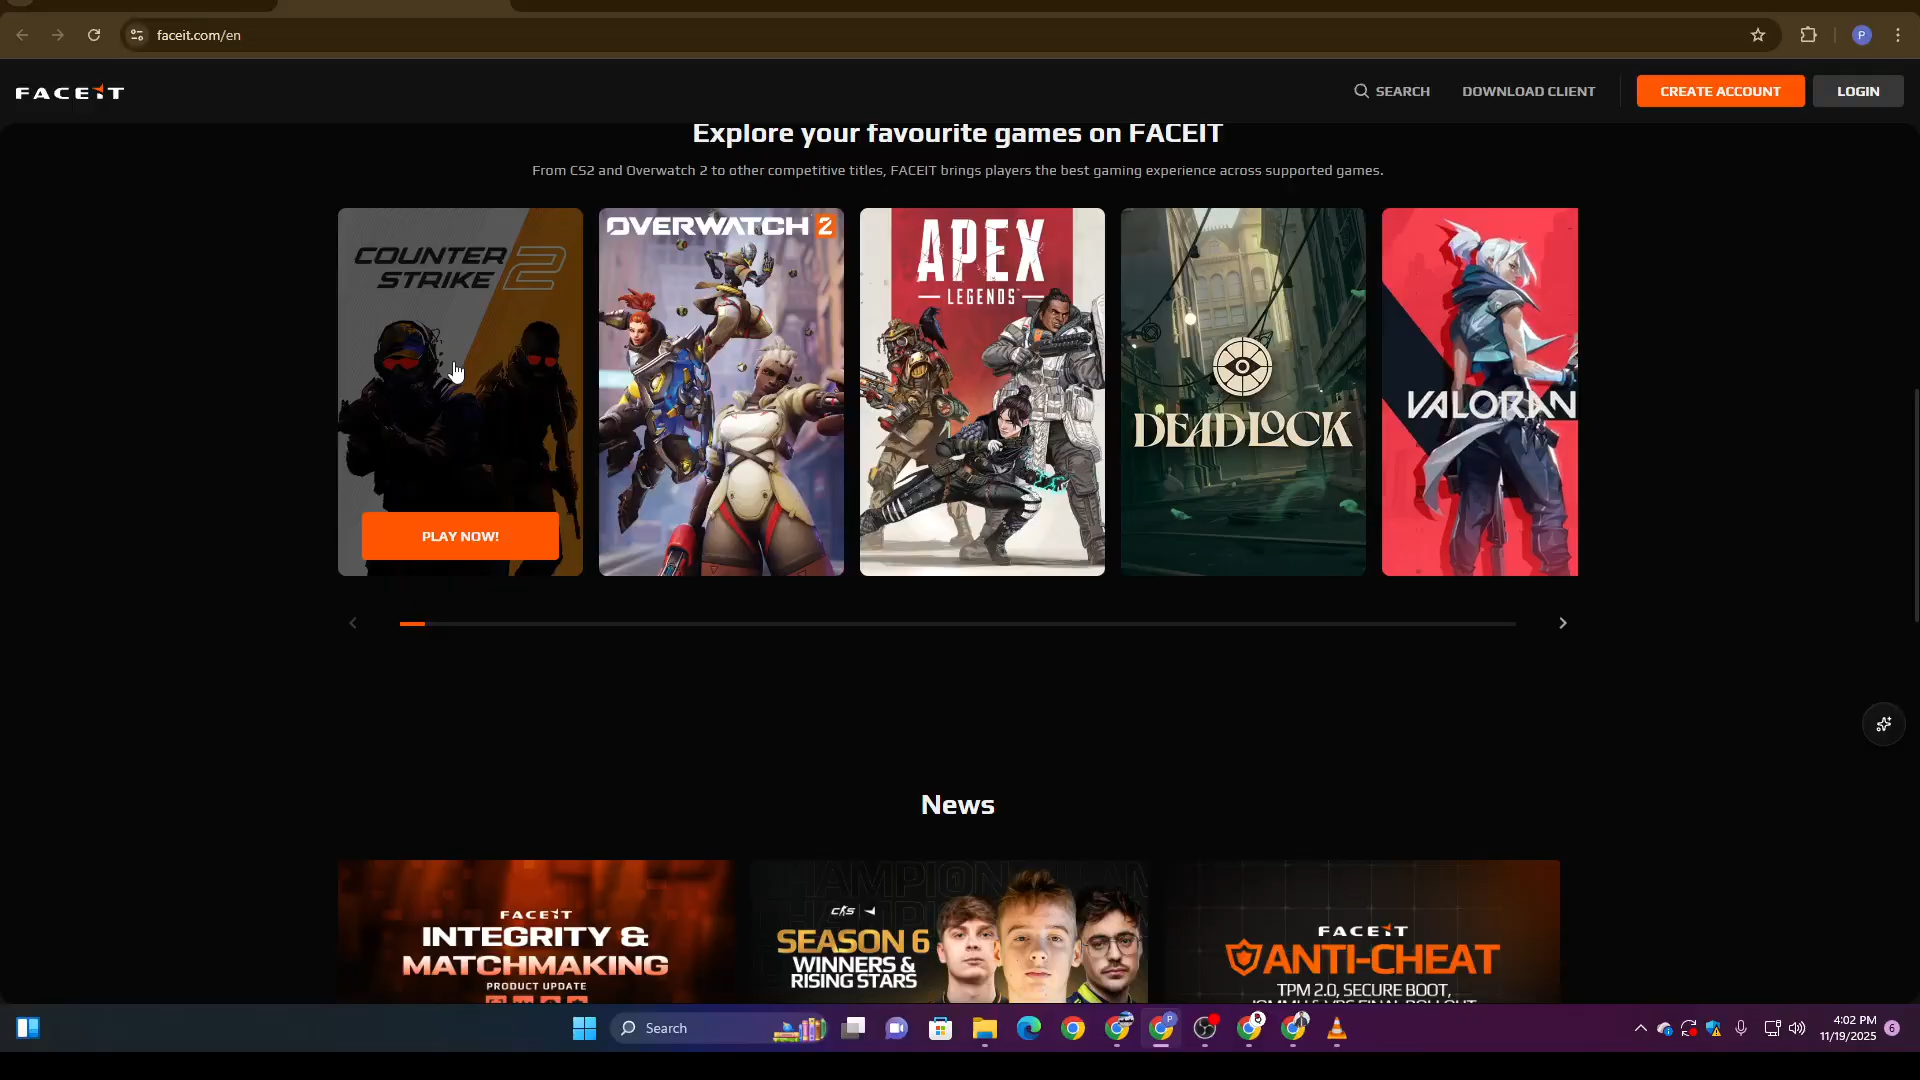 faceit.com/en
P
FACEIT
SEARCH
DOWNLOAD CLIENT
CREATE ACCOUNT
LOGIN
Explore your favourite games on FACEIT
From CS2 and Overwatch 2 to other competitive titles, FACEIT brings players the best gaming experience across supported games.
COUNTER
STRIKE 2
PLAY NOW!
OVERWATCH 2
APEX
LEGENDS
DEADLOCK
VALORAN
News
FACEIT
INTEGRITY &
MATCHMAKING
PRODUCT UPDATE
SEASON 6
WINNERS &
RISING STARS
FACEIT
ANTI-CHEAT
TPM 2.0, SECURE BOOT,
Search
4:02 PM
11/19/2025
6